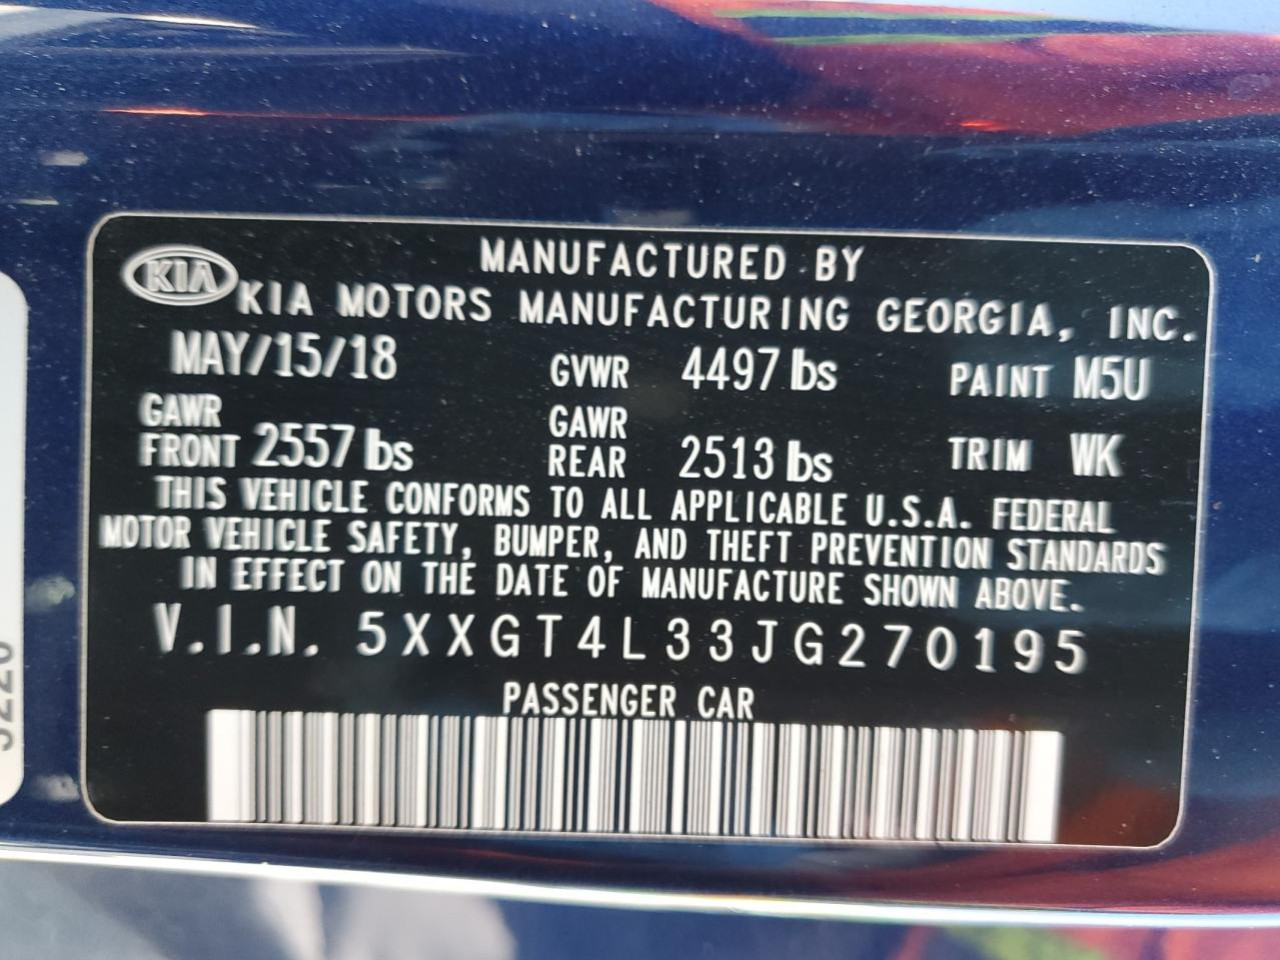 MANUFACTURED BY
KIA
KIA MOTORS MANUFACTURING GEORGIA, INC.
MAY/15/18 GVWR 4497 lbs PAINT M5U
GAWR FRONT 2557 lbs GAWR REAR 2513 lbs TRIM WK
THIS VEHICLE CONFORMS TO ALL APPLICABLE U.S.A. FEDERAL
MOTOR VEHICLE SAFETY, BUMPER, AND THEFT PREVENTION STANDARDS
IN EFFECT ON THE DATE OF MANUFACTURE SHOWN ABOVE.
V.I.N. 5XXGT4L33JG270195
PASSENGER CAR